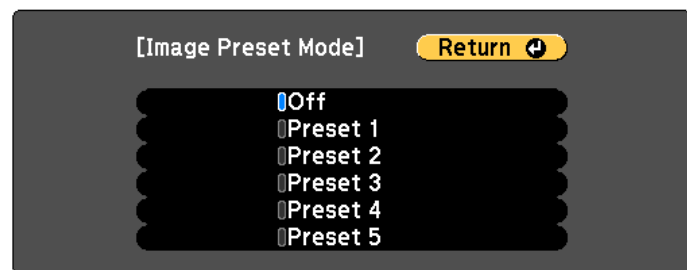 [Image Preset Mode] Return
Off
Preset 1
Preset 2
Preset 3
Preset 4
Preset 5